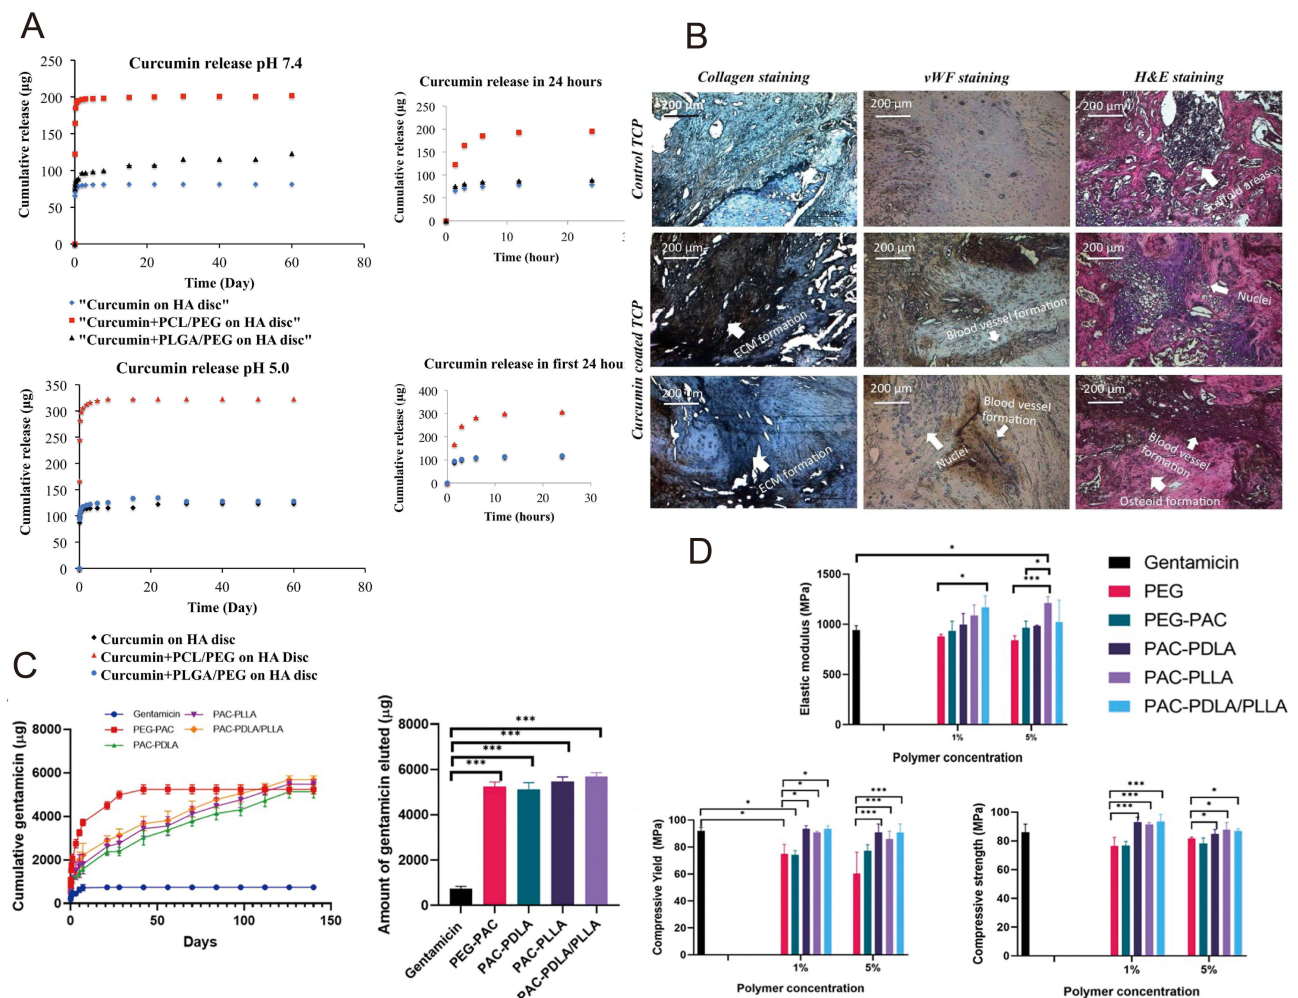 A
Curcumin release pH 7.4
Cumulative release (µg)
250
200
150
100
50
0
0
20
40
60
80
Time (Day)
Curcumin release in 24 hours
Cumulative release (µg )
250
200
150
100
50
0
0
10
20
Time (hour)
"Curcumin on HA disc"
"Curcumin+PCL/PEG on HA disc"
"Curcumin+PLGA/PEG on HA disc"
Curcumin release pH 5.0
Cumulative release (µg)
350
300
250
200
150
100
50
0
0
20
40
60
80
Time (Day)
Curcumin release in first 24 hou
Cumulative release (µg)
400
300
200
100
0
0
10
20
30
Time (hours)
Curcumin on HA disc
Curcumin+PCL/PEG on HA Disc
Curcumin+PLGA/PEG on HA disc
B
Collagen staining
vWF staining
H&E staining
Control TCP
200 µm
200 µm
200 µm
Scaffold areas
Curcumin coated TCP
200 µm
ECM formation
200 µm
Blood vessel formation
200 µm
Nuclei
200 µm
ECM formation
200 µm
Blood vessel
formation
Nuclei
200 µm
Blood vessel
formation
Osteoid formation
C
Gentamicin
PEG-PAC
PAC-PDLA
PAC-PLLA
PAC-PDLA/PLLA
Cumulative gentamicin (µg)
8000
6000
4000
2000
0
0
50
100
150
Days
Amount of gentamicin eluted (µg)
8000
6000
4000
2000
0
***
***
***
***
Gentamicin
PEG-PAC
PAC-PDLA
PAC-PLLA
PAC-PDLA/PLLA
D
Elastic modulus (MPa)
1500
1000
500
0
*
*
*
***
1%
5%
Polymer concentration
Gentamicin
PEG
PEG-PAC
PAC-PDLA
PAC-PLLA
PAC-PDLA/PLLA
Compressive Yield (MPa)
100
80
60
40
20
0
*
*
*
*
*
***
***
***
1%
5%
Polymer concentration
Compressive strength (MPa)
100
80
60
40
20
0
***
***
***
*
*
1%
5%
Polymer concentration